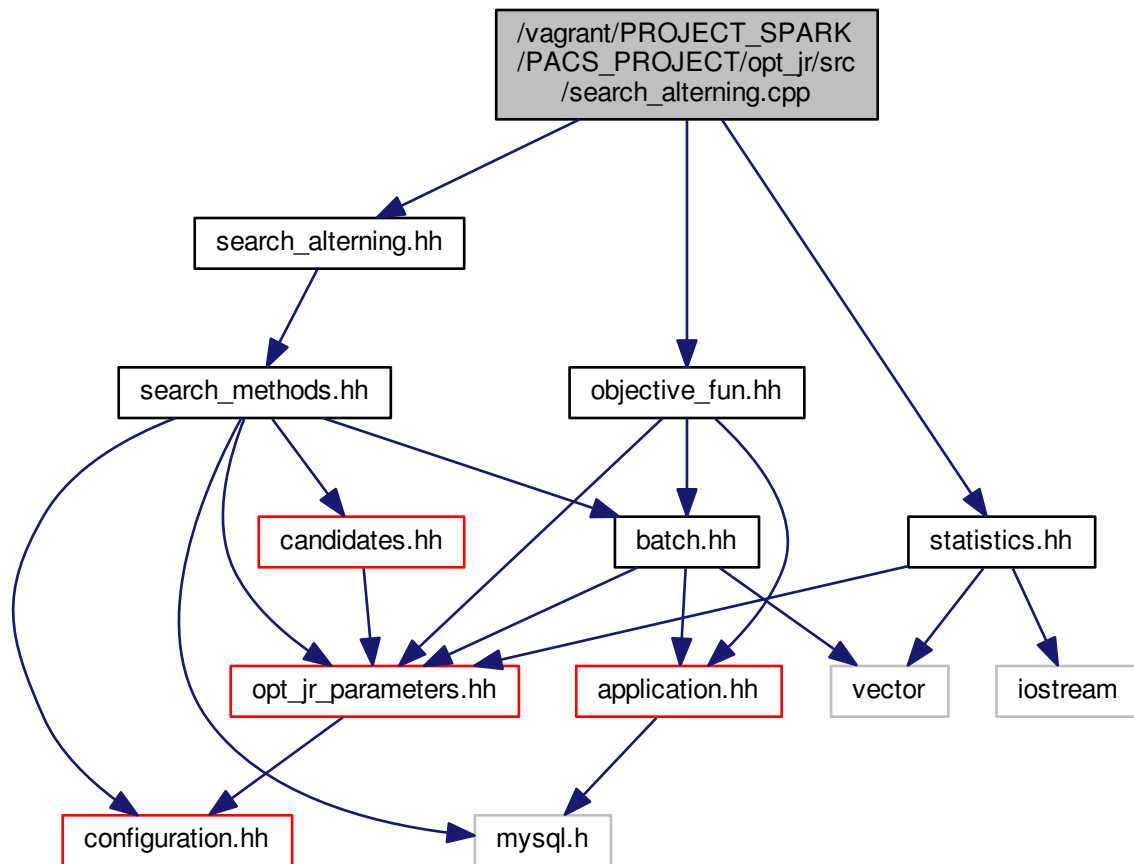 /vagrant/PROJECT_SPARK
/PACS_PROJECT/opt_jr/src
/search_alterning.cpp
search_alterning.hh
search_methods.hh
objective_fun.hh
candidates.hh
batch.hh
statistics.hh
opt_jr_parameters.hh
application.hh
vector
iostream
configuration.hh
mysql.h